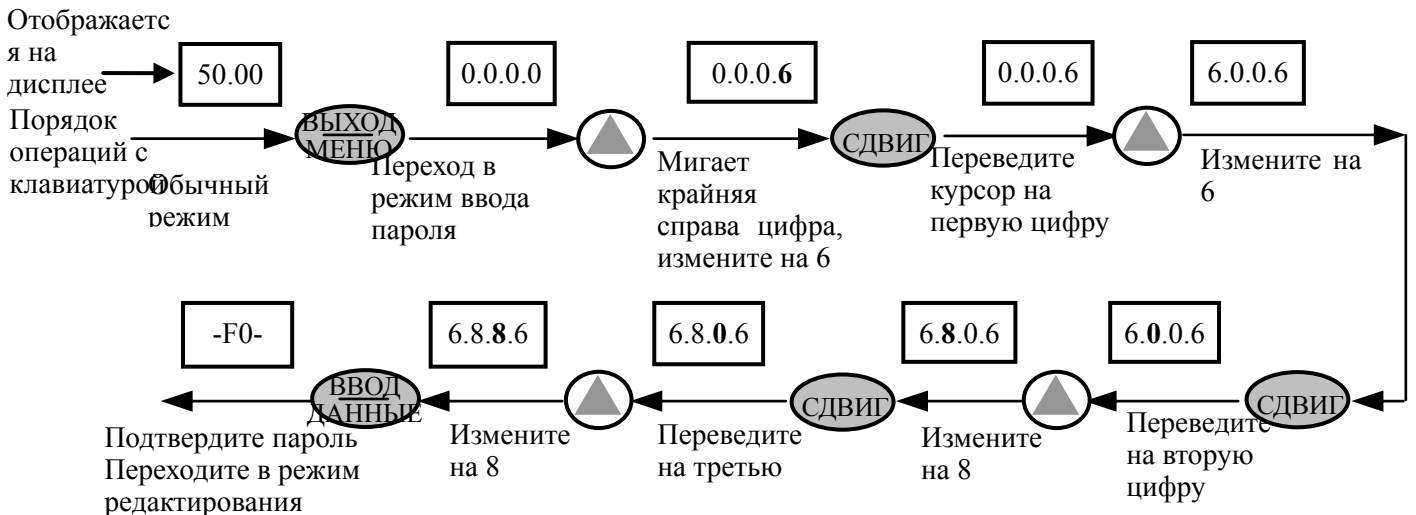 Отображаетс
я на
дисплее
50.00
0.0.0.0
0.0.0.6
0.0.0.6
6.0.0.6
Порядок
операций с
клавиатурой
ВЫХОД
МЕНЮ
СДВИГ
Обычный
режим
Переход в
режим ввода
пароля
Мигает
крайняя
справа цифра,
измените на 6
Переведите
курсор на
первую цифру
Измените на
6
-F0-
6.8.8.6
6.8.0.6
6.8.0.6
6.0.0.6
ВВОД
ДАННЫЕ
СДВИГ
СДВИГ
Подтвердите пароль
Переходите в режим
редактирования
Измените
на 8
Переведите
на третью
Измените
на 8
Переведите
на вторую
цифру